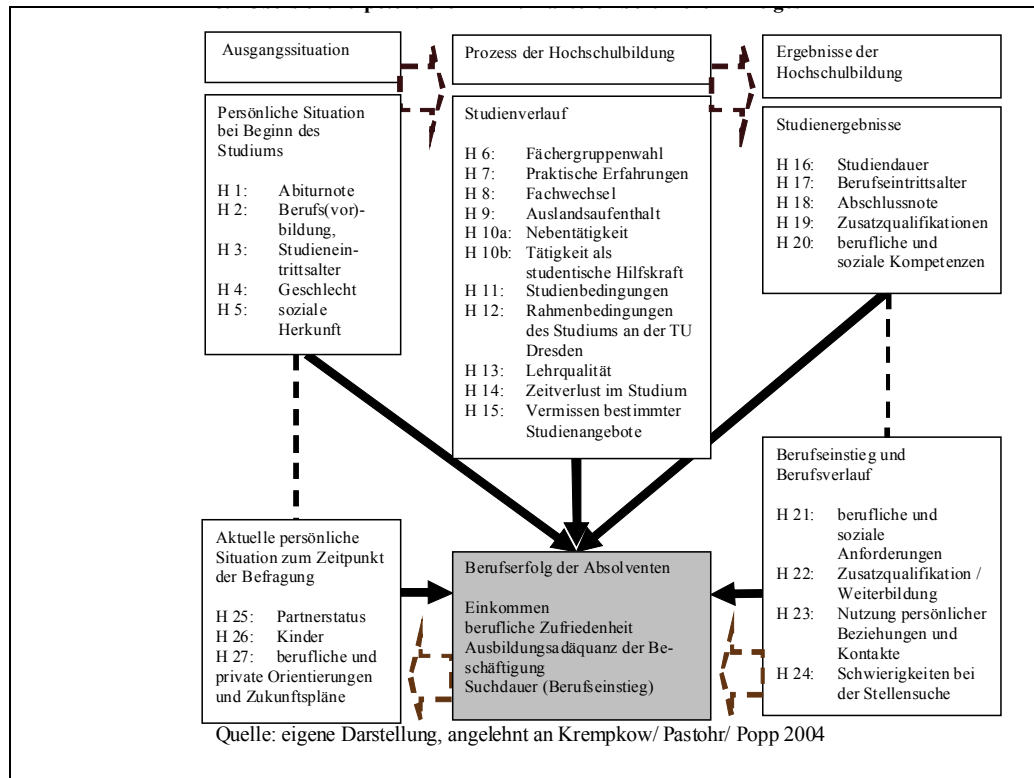 Ausgangssituation
Prozess der Hochschulbildung
Ergebnisse der
Hochschulbildung
Persönliche Situation
bei Beginn des
Studiums
H 1: Abiturnote
H 2: Berufs(vor)-
bildung,
H 3: Studienein-
trittsalter
H 4: Geschlecht
H 5: soziale
Herkunft
Studienverlauf
H 6: Fächergruppenwahl
H 7: Praktische Erfahrungen
H 8: Fachwechsel
H 9: Auslandsaufenthalt
H 10a: Nebentätigkeit
H 10b: Tätigkeit als
studentische Hilfskraft
H 11: Studienbedingungen
H 12: Rahmenbedingungen
des Studiums an der TU
Dresden
H 13: Lehrqualität
H 14: Zeitverlust im Studium
H 15: Vermissen bestimmter
Studienangebote
Studienergebnisse
H 16: Studiendauer
H 17: Berufseintrittsalter
H 18: Abschlussnote
H 19: Zusatzqualifikationen
H 20: berufliche und
soziale Kompetenzen
Aktuelle persönliche
Situation zum Zeitpunkt
der Befragung
H 25: Partnerstatus
H 26: Kinder
H 27: berufliche und
private Orientierungen
und Zukunftspläne
Berufserfolg der Absolventen
Einkommen
berufliche Zufriedenheit
Ausbildungsadäquanz der Be-
schäftigung
Suchdauer (Berufseinstieg)
Berufseinstieg und
Berufsverlauf
H 21: berufliche und
soziale
Anforderungen
H 22: Zusatzqualifikation /
Weiterbildung
H 23: Nutzung persönlicher
Beziehungen und
Kontakte
H 24: Schwierigkeiten bei
der Stellensuche
Quelle: eigene Darstellung, angelehnt an Krempkow/ Pastohr/ Popp 2004